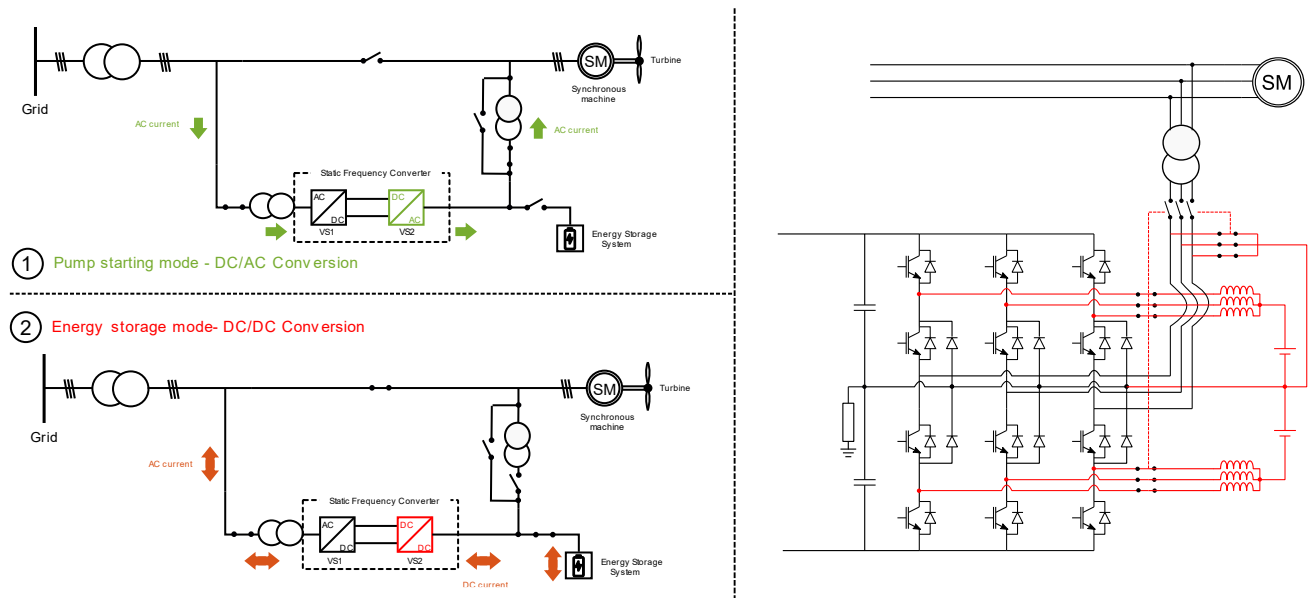 Grid
SM
Turbine
Synchronous
machine
AC current
AC current
Static Frequency Converter
AC
DC
VS1
DC
AC
VS2
Energy Storage
System
1
Pump starting mode - DC/AC Conversion
2
Energy storage mode- DC/DC Conversion
Grid
SM
Turbine
Synchronous
machine
AC current
Static Frequency Converter
AC
DC
VS1
DC
DC
VS2
Energy Storage
System
DC current
SM